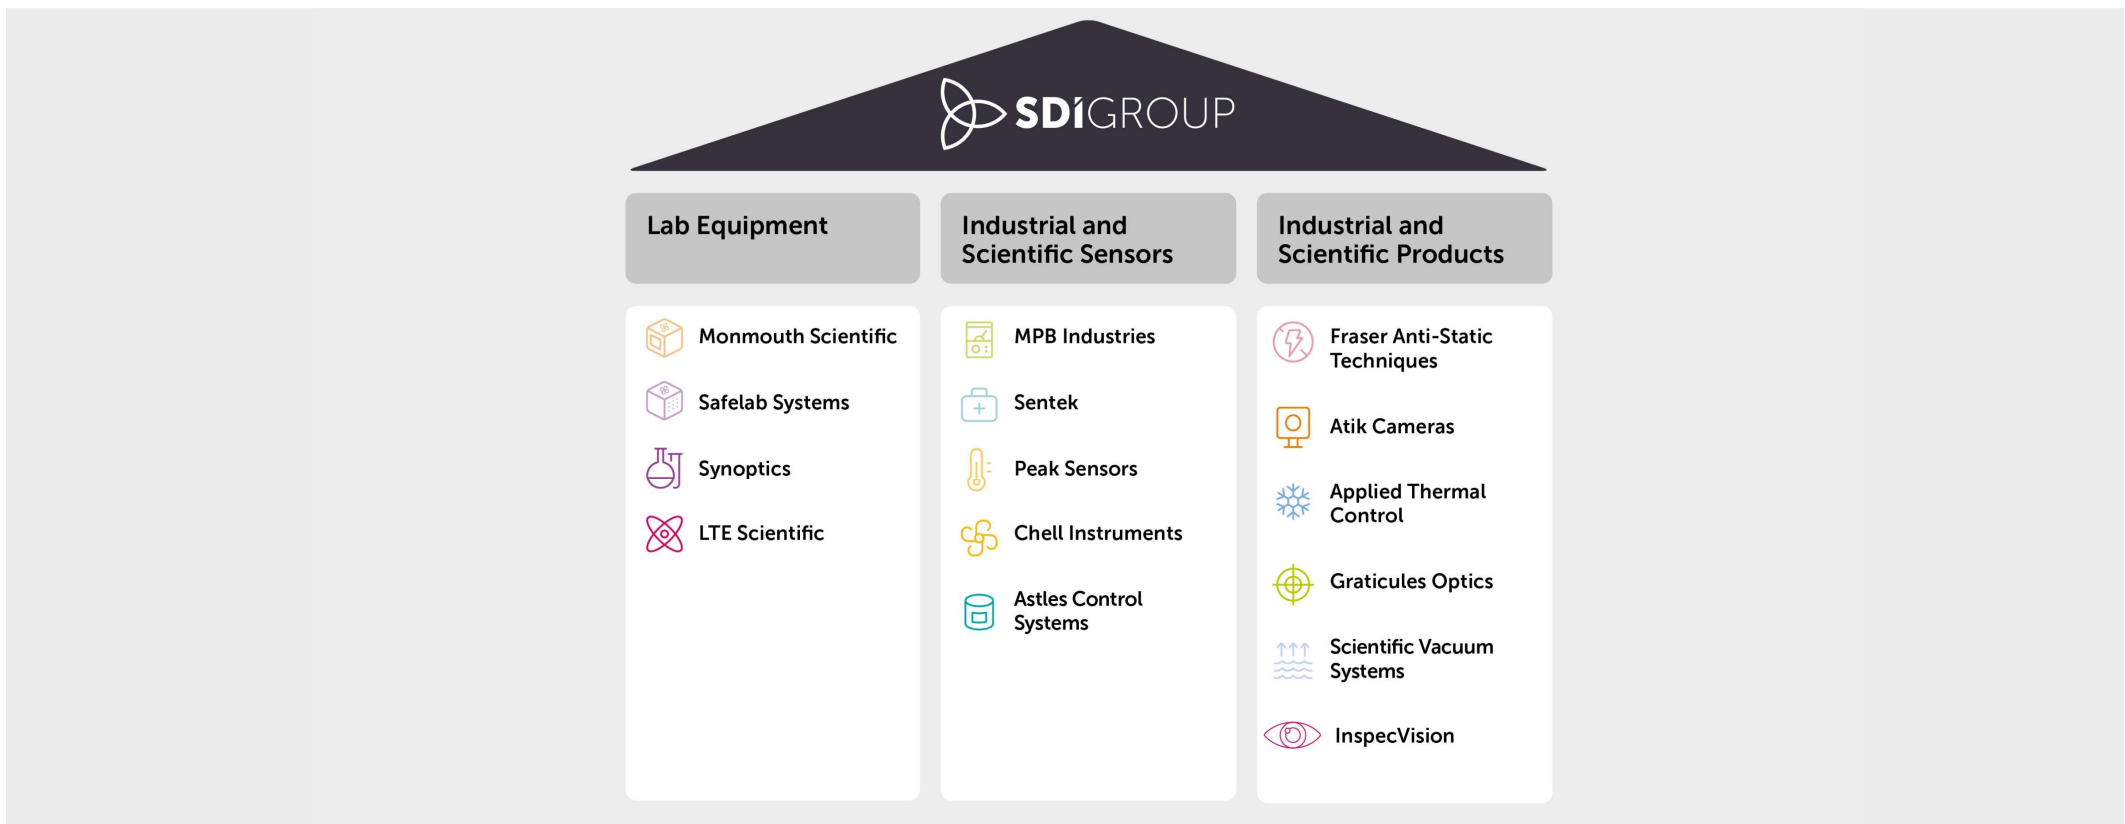 SDIGROUP
Lab Equipment
Monmouth Scientific
Safelab Systems
Synoptics
LTE Scientific
Industrial and
Scientific Sensors
MPB Industries
Sentek
Peak Sensors
Chell Instruments
Astles Control
Systems
Industrial and
Scientific Products
Fraser Anti-Static
Techniques
Atik Cameras
Applied Thermal
Control
Graticules Optics
Scientific Vacuum
Systems
InspecVision